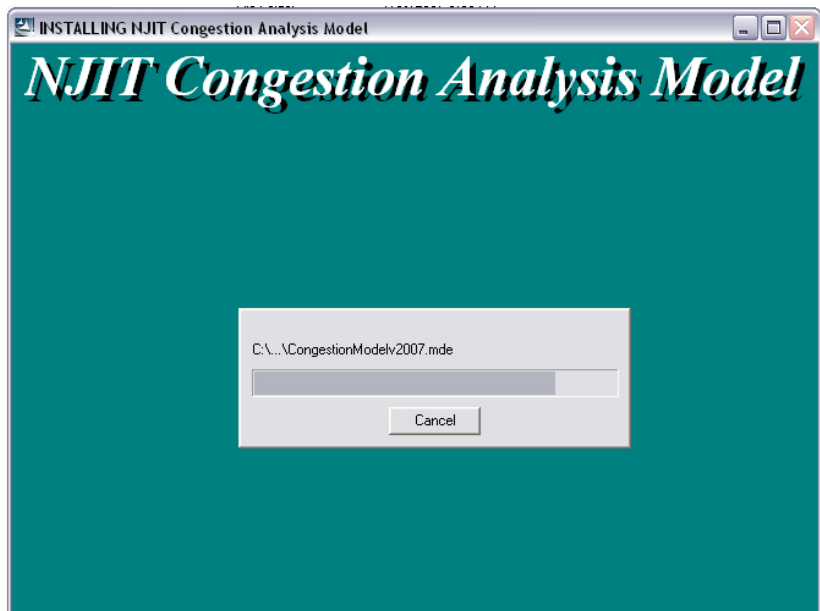 INSTALLING NJIT Congestion Analysis Model
NJIT Congestion Analysis Model
C:\...\CongestionModelv2007.mde
Cancel